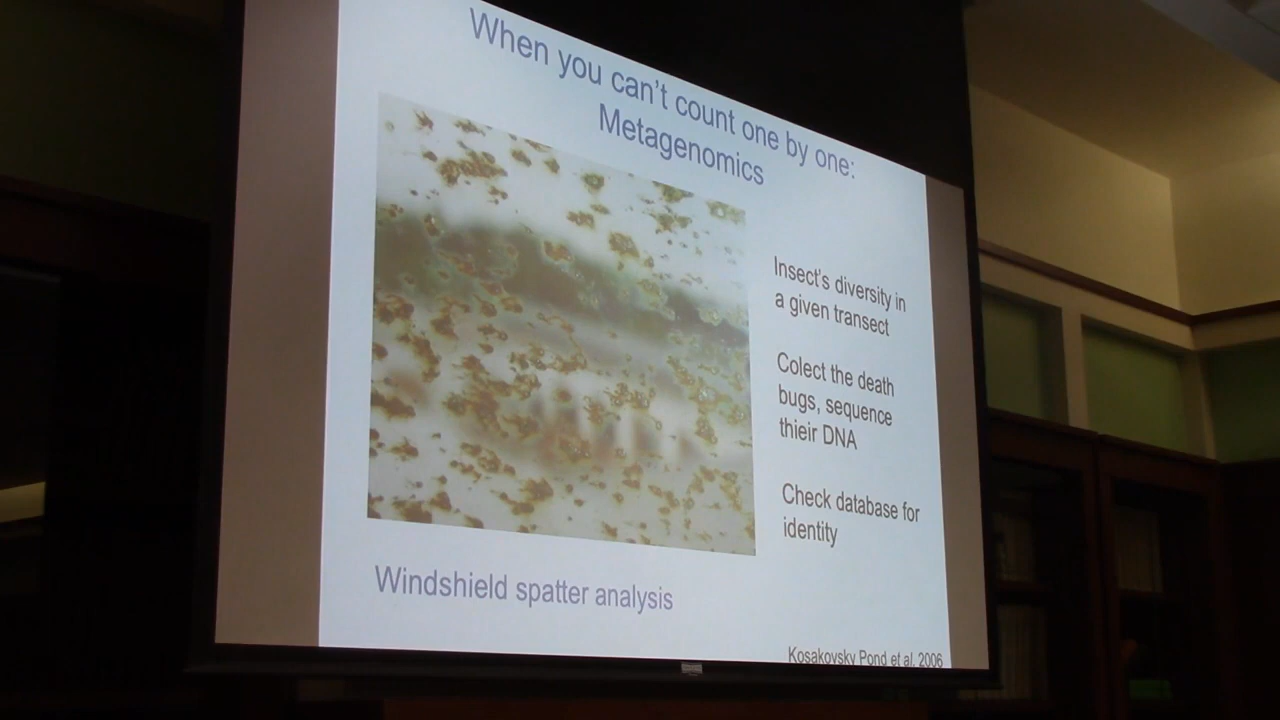 When you can't count one by one:
Metagenomics
Insect's diversity in
a given transect
Colect the death
bugs, sequence
thieir DNA
Check database for
identity
Windshield spatter analysis
Kosakovsky Pond et al. 2006